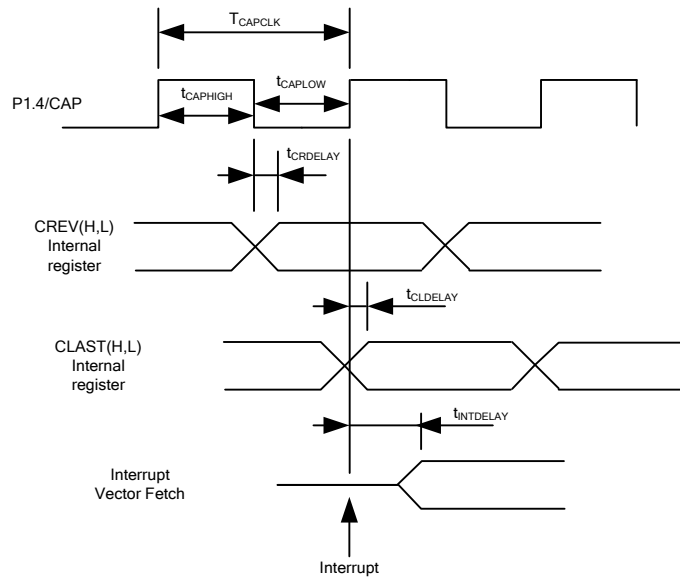 TCAPCLK
tCAPHIGH
tCAPLOW
P1.4/CAP
tCRDELAY
CREV(H,L)
Internal
register
tCLDELAY
CLAST(H,L)
Internal
register
tINTDELAY
Interrupt
Vector Fetch
Interrupt